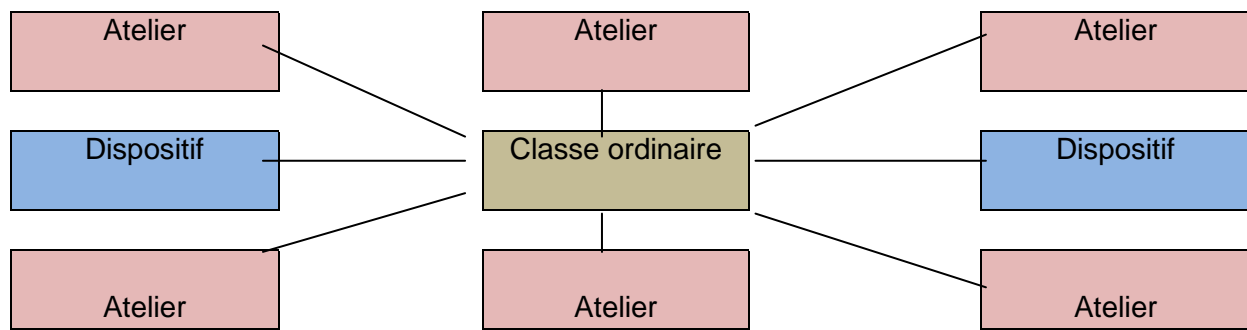 Atelier
Atelier
Atelier
Dispositif
Classe ordinaire
Dispositif
Atelier
Atelier
Atelier